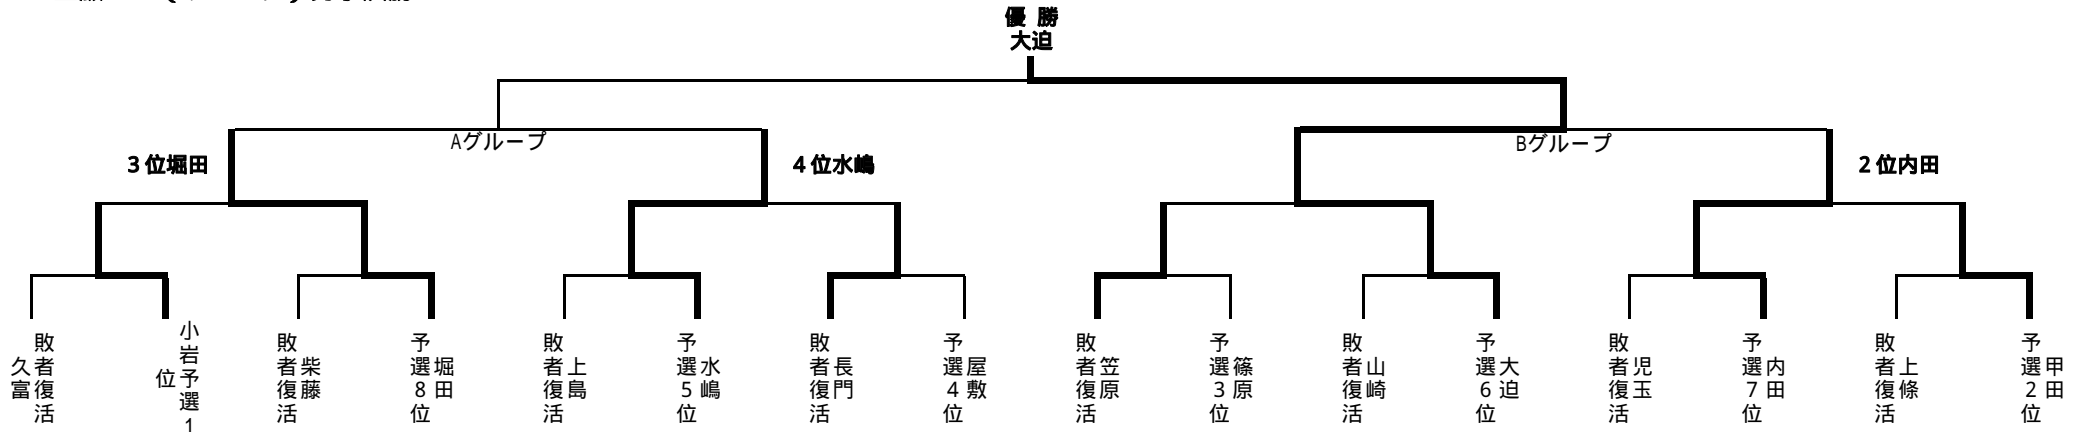 優 勝
大迫
Aグループ
Bグループ
3位堀田
4位水嶋
2位内田
敗者復活
久富
小岩予選1
位
敗者復活
柴藤
予選8位
堀田
敗者復活
上島
予選5位
水嶋
敗者復活
長門
予選4位
屋敷
敗者復活
笠原
予選3位
篠原
敗者復活
山崎
予選6位
大迫
敗者復活
児玉
予選7位
内田
敗者復活
上條
予選2位
甲田